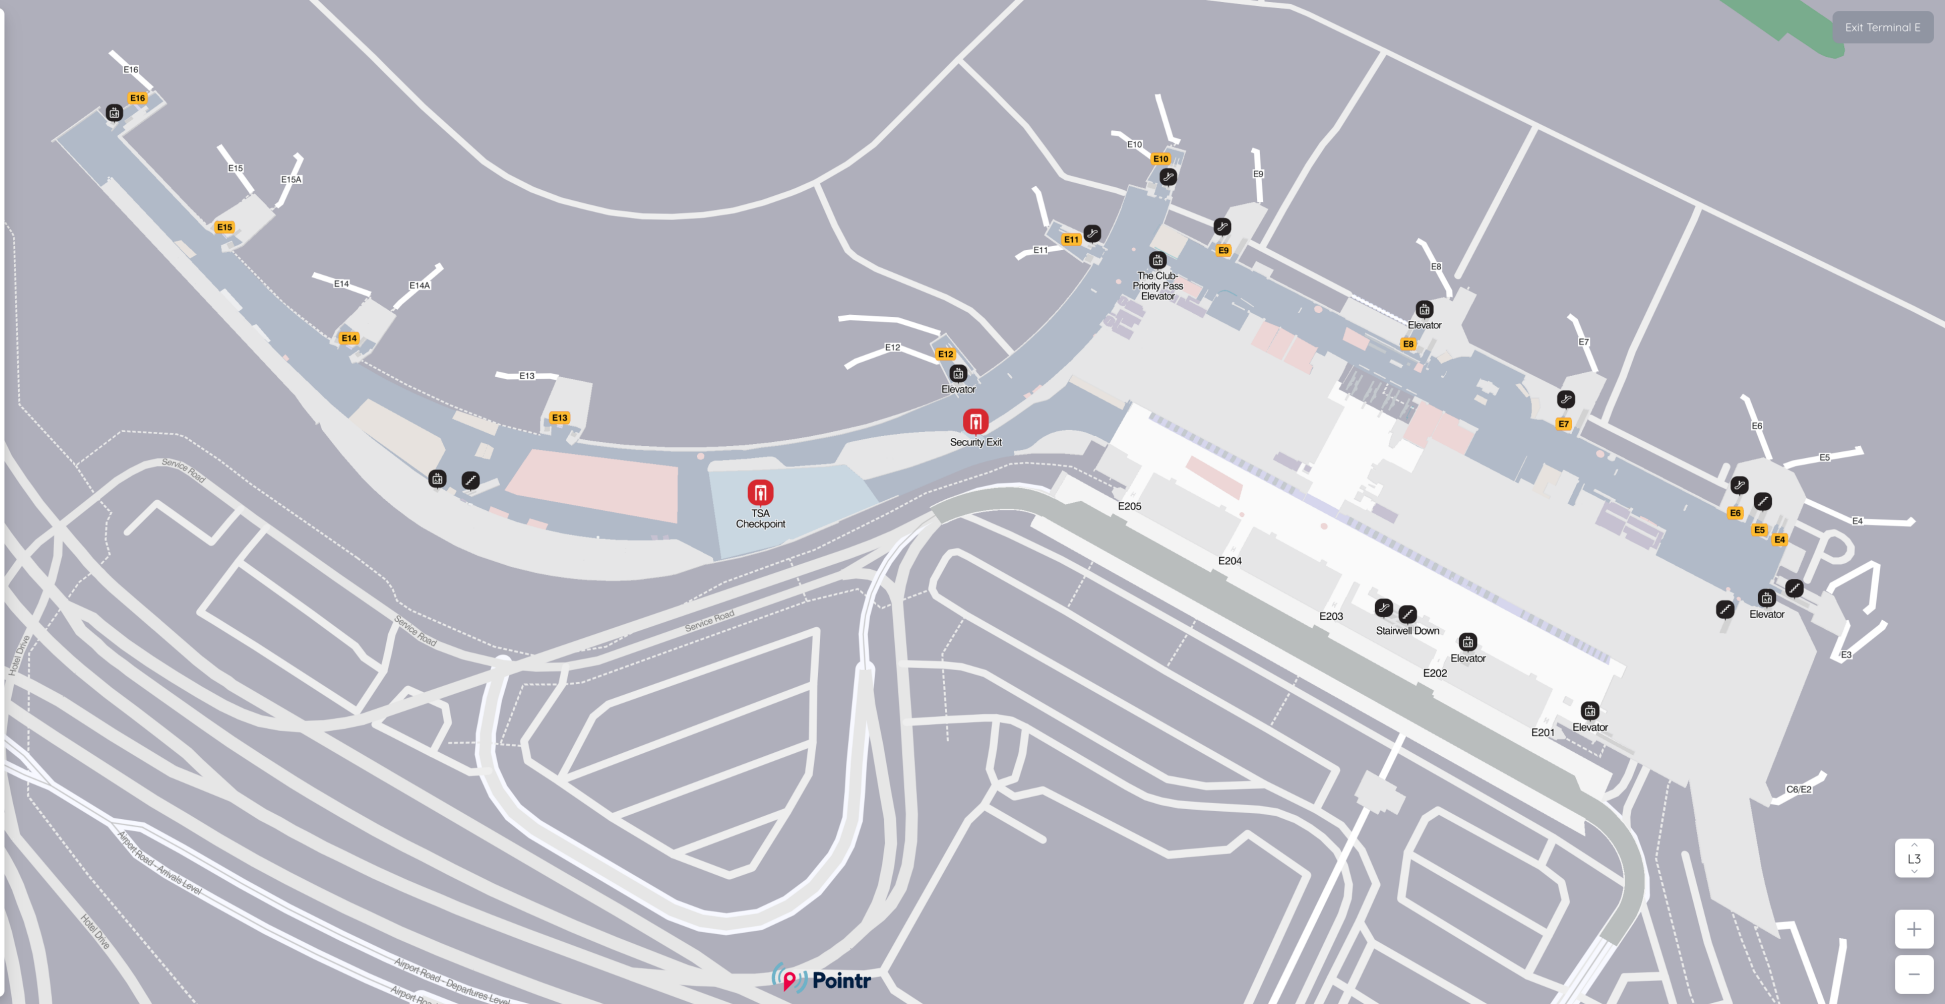 Exit Terminal E
E16
E16
E10
E10
E15
E15A
E9
E15
E11
E11
E9
E8
The Club-
Priority Pass
Elevator
E14
E14A
Elevator
E14
E8
E7
E12
E12
Elevator
E13
E13
E7
E6
Security Exit
E5
Service Road
TSA
Checkpoint
E205
E6
E5
E4
E4
E204
E203
Stairwell Down
Elevator
Service Road
Service Road
Hotel Drive
Elevator
E202
E3
E201
Elevator
C6/E2
Airport Road - Arrivals Level
L3
Hotel Drive
Airport Road - Departures Level
Airport Roa
Pointr